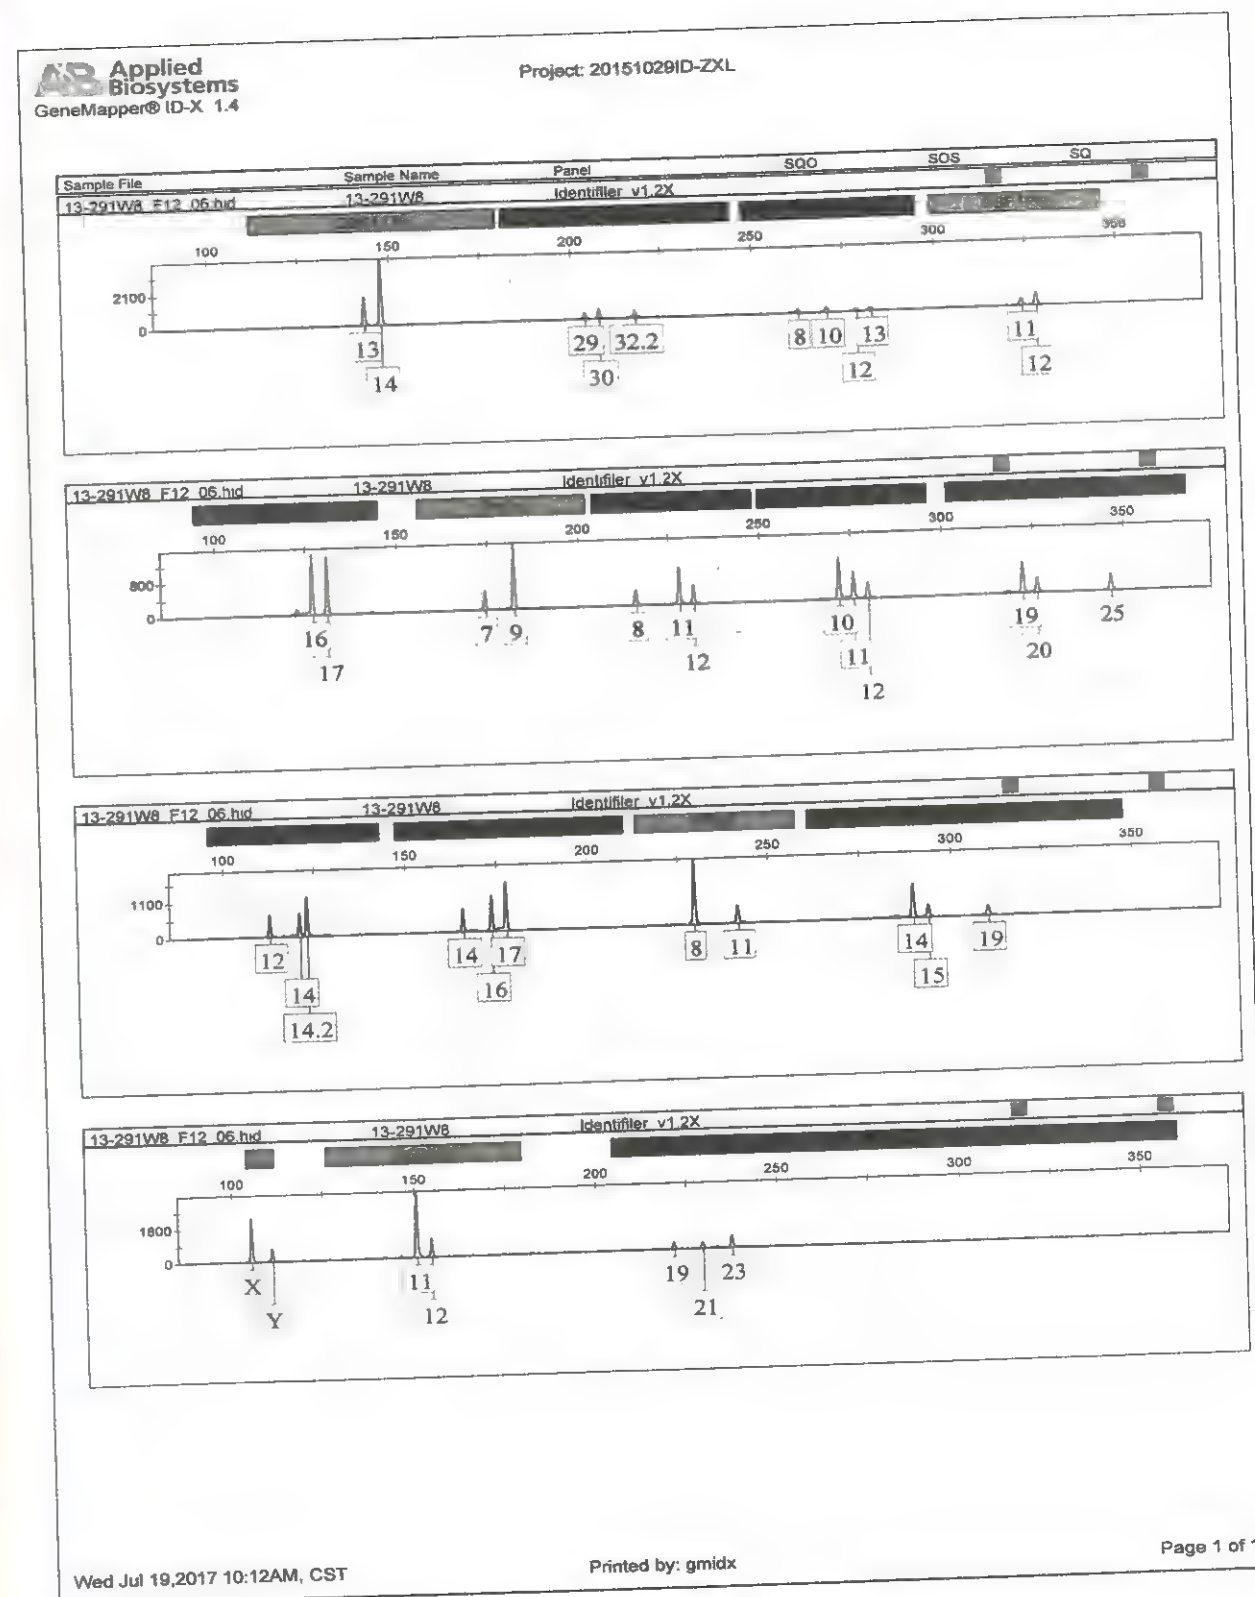 AB Applied
Biosystems
GeneMapper® ID-X 1.4
Project: 20151029ID-ZXL
Sample File Sample Name Panel SQO SOS SQ
13-291W8_F12_06.hid 13-291W8 Identifiler_v1.2X
100 150 200 250 300 350
2100
0
13 29 32.2 8 10 13 11
14 30 12 12
13-291W8_F12_06.hid 13-291W8 Identifiler_v1.2X
100 150 200 250 300 350
800
0
16 7 9 8 11 10 19 25
17 12 11 20
12
13-291W8_F12_06.hid 13-291W8 Identifiler_v1.2X
100 150 200 250 300 350
1100
0
12 14 17 8 11 14 19
14 16 15
14.2
13-291W8_F12_06.hid 13-291W8 Identifiler_v1.2X
100 150 200 250 300 350
1800
0
X 11 19 23
Y 12 21
Wed Jul 19,2017 10:12AM, CST Printed by: gmidx Page 1 of 1